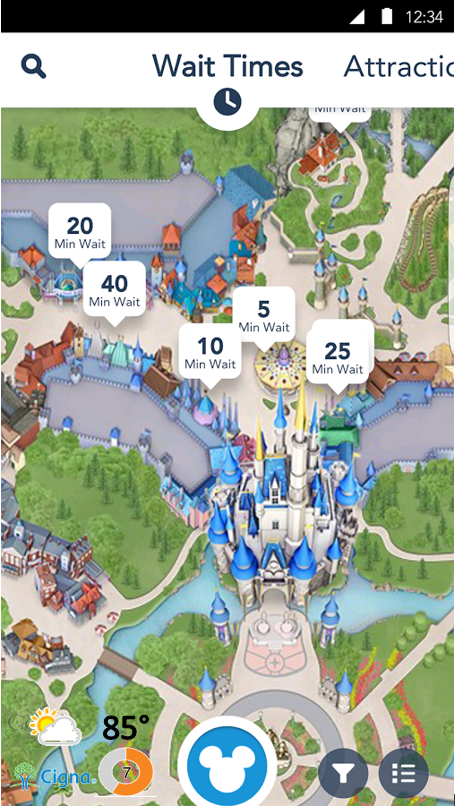 12:34
Wait Times
Attractic
Min Wait
20
Min Wait
40
Min Wait
5
Min Wait
10
Min Wait
25
Min Wait
85°
Cigna
7